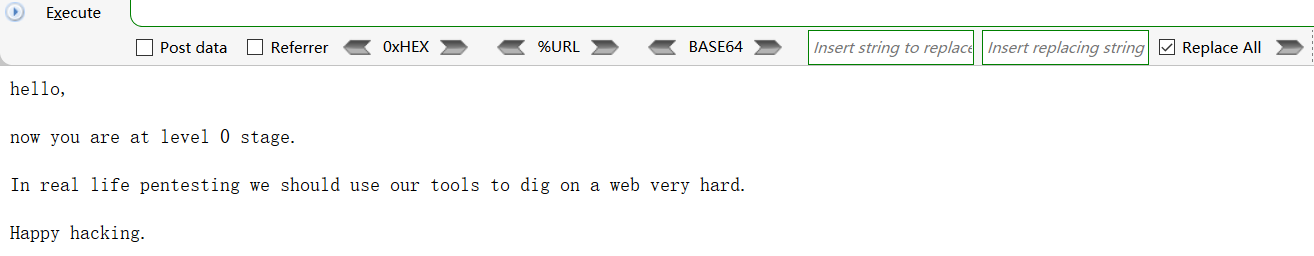 Execute
Post data Referrer 0xHEX %URL BASE64 Insert string to replace Insert replacing string Replace All
hello,
now you are at level 0 stage.
In real life pentesting we should use our tools to dig on a web very hard.
Happy hacking.